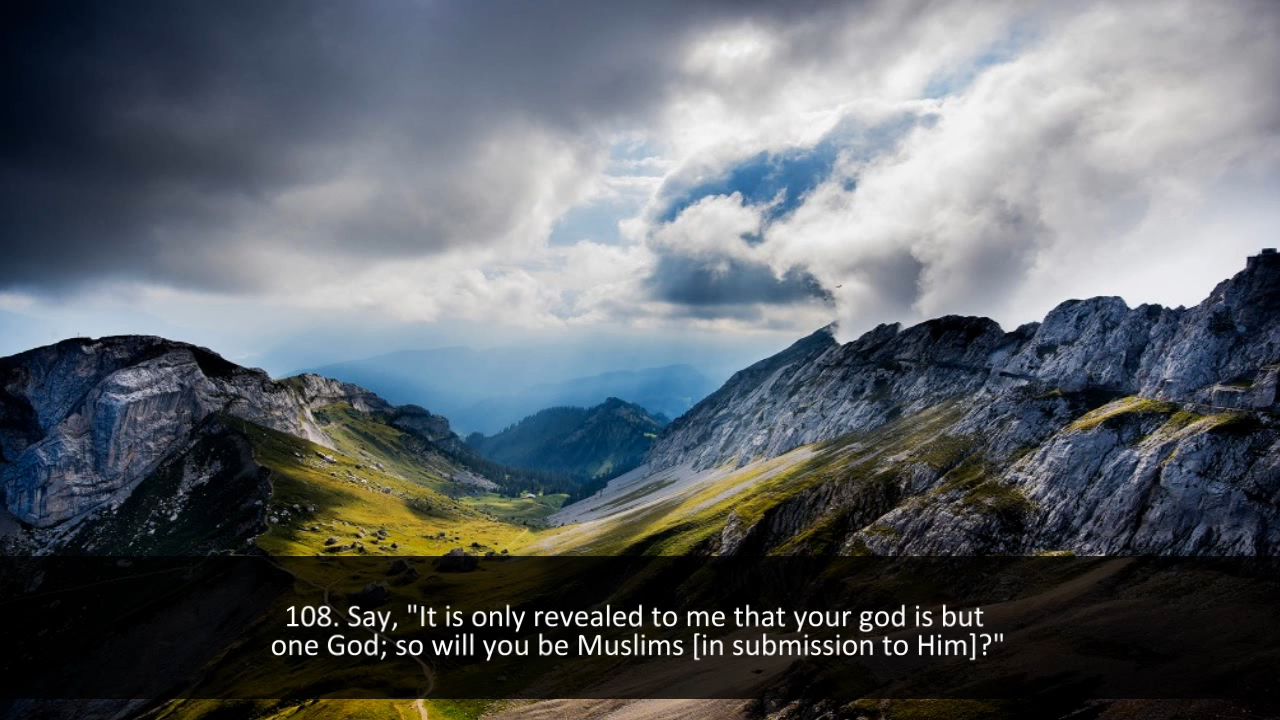 108. Say, "It is only revealed to me that your god is but
one God; so will you be Muslims [in submission to Him]?"